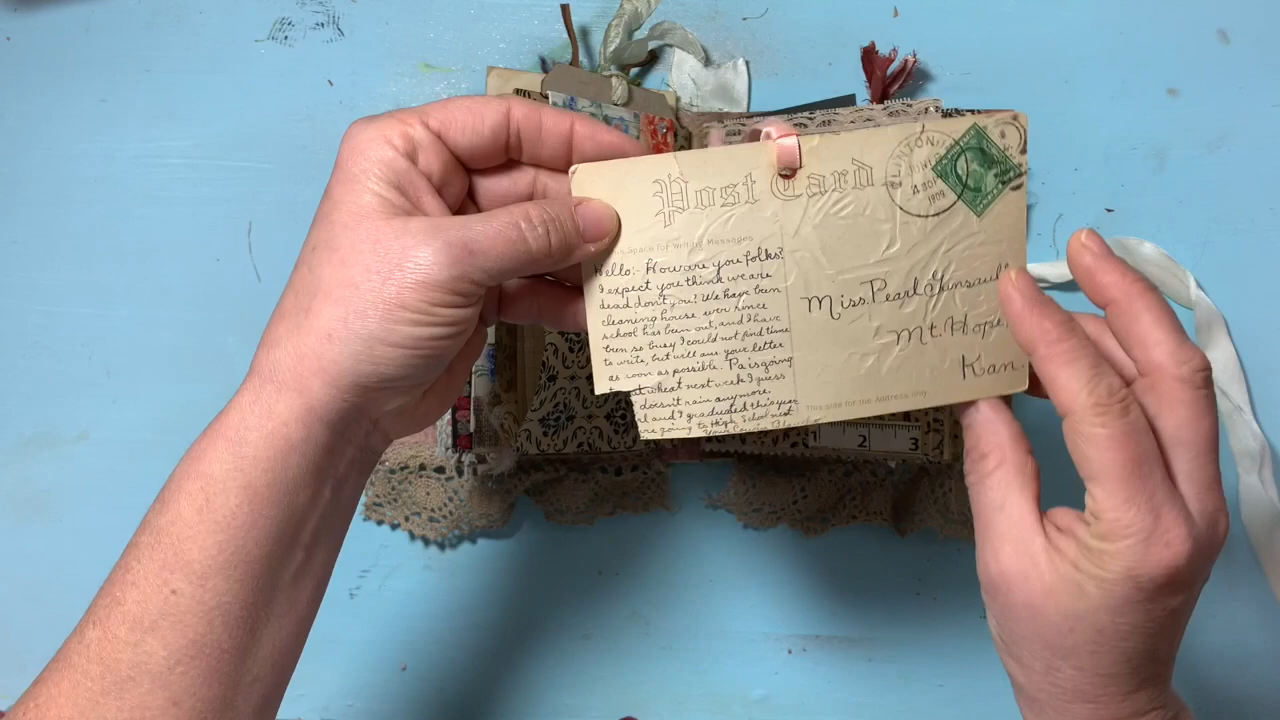 Post Card
Space for Writing Messages
CLINTON
JUN
1909
Hello:- How are you folks?
I expect you think we are
dead don't you? We have been
cleaning house, ever since
school has been out, and I have
been so busy I could not find time
to write, but will ans. your letter
as soon as possible. Pa is going
wheat next week I guess
doesn't rain anymore.
and I graduated this year
going to High School next
Your Cousin
Miss. Pearl
Mt. Hope,
Kan.
This side for the Address only
1 2 3